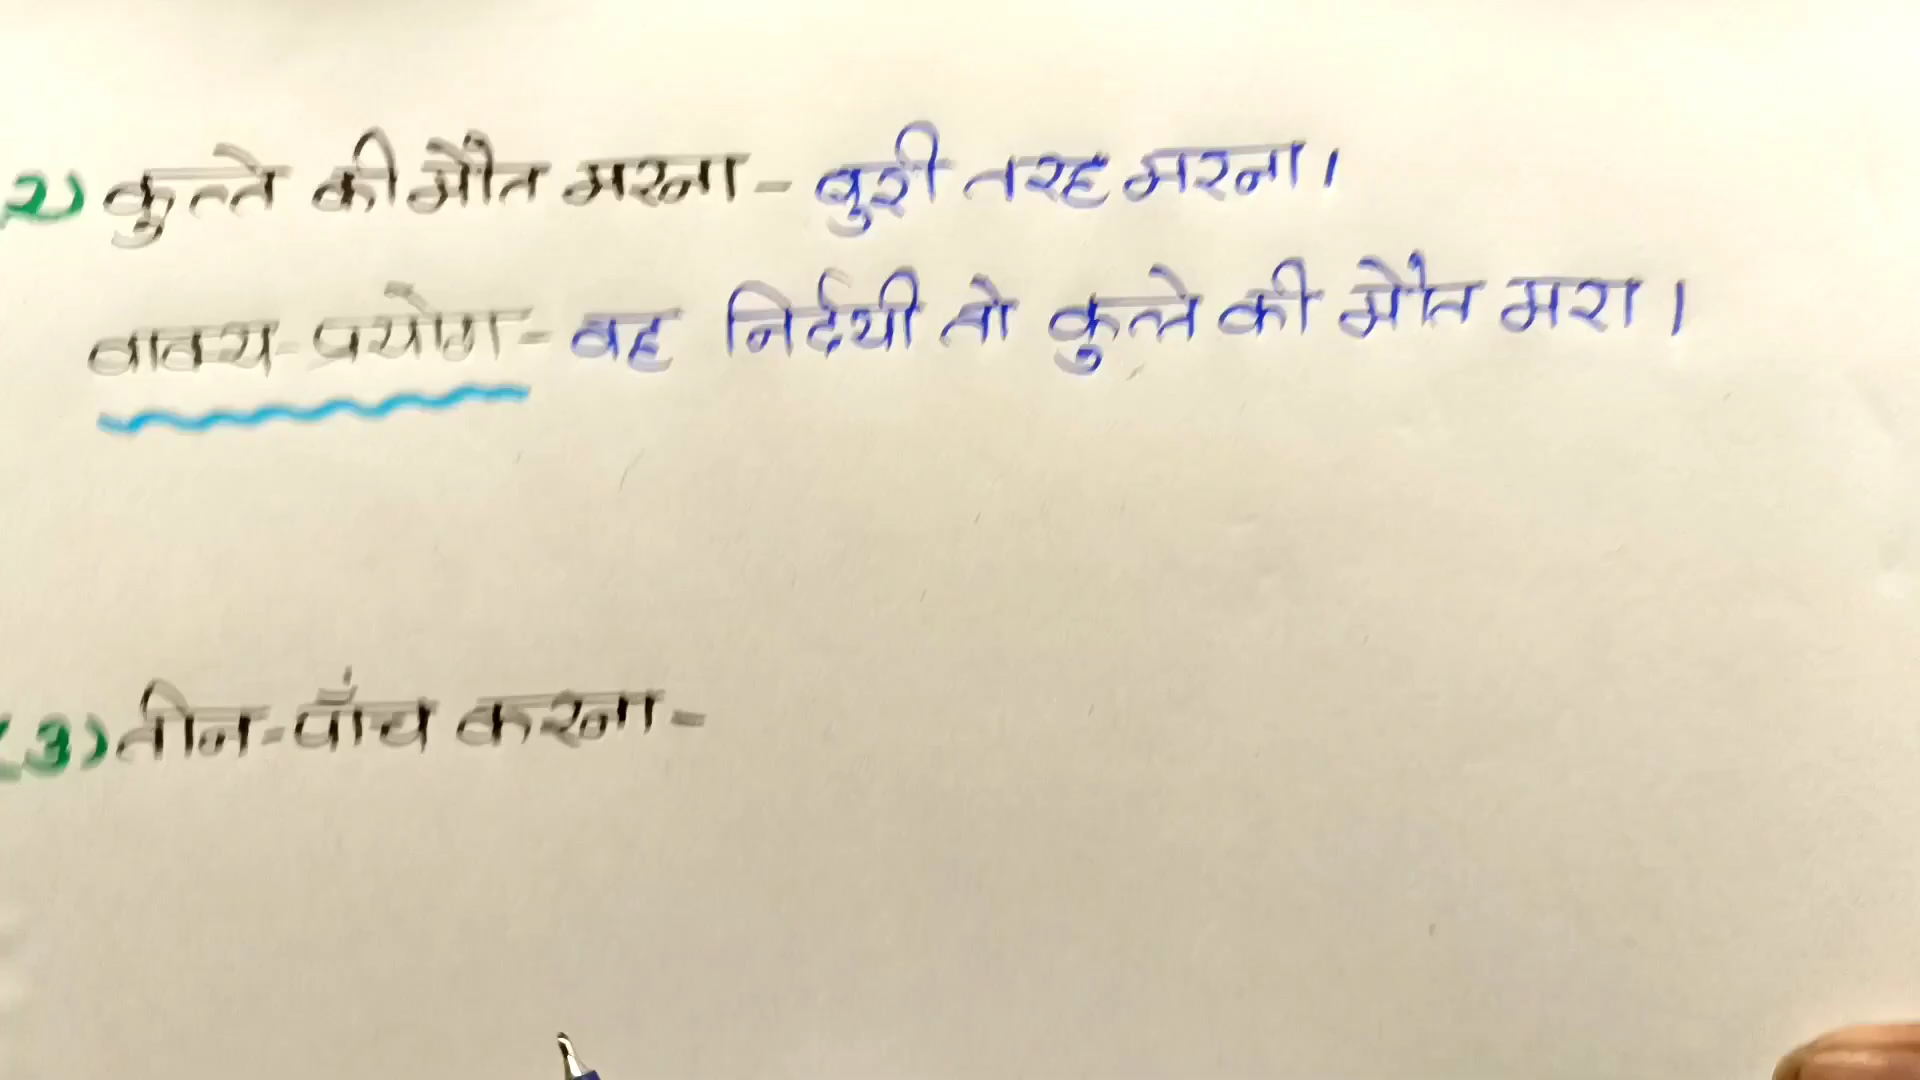 2) कुत्ते की मौत मरना - बुरी तरह मरना।
वाक्य-प्रयोग - वह निर्दयी तो कुत्ते की मौत मरा।
(3) तीन-पाँच करना -